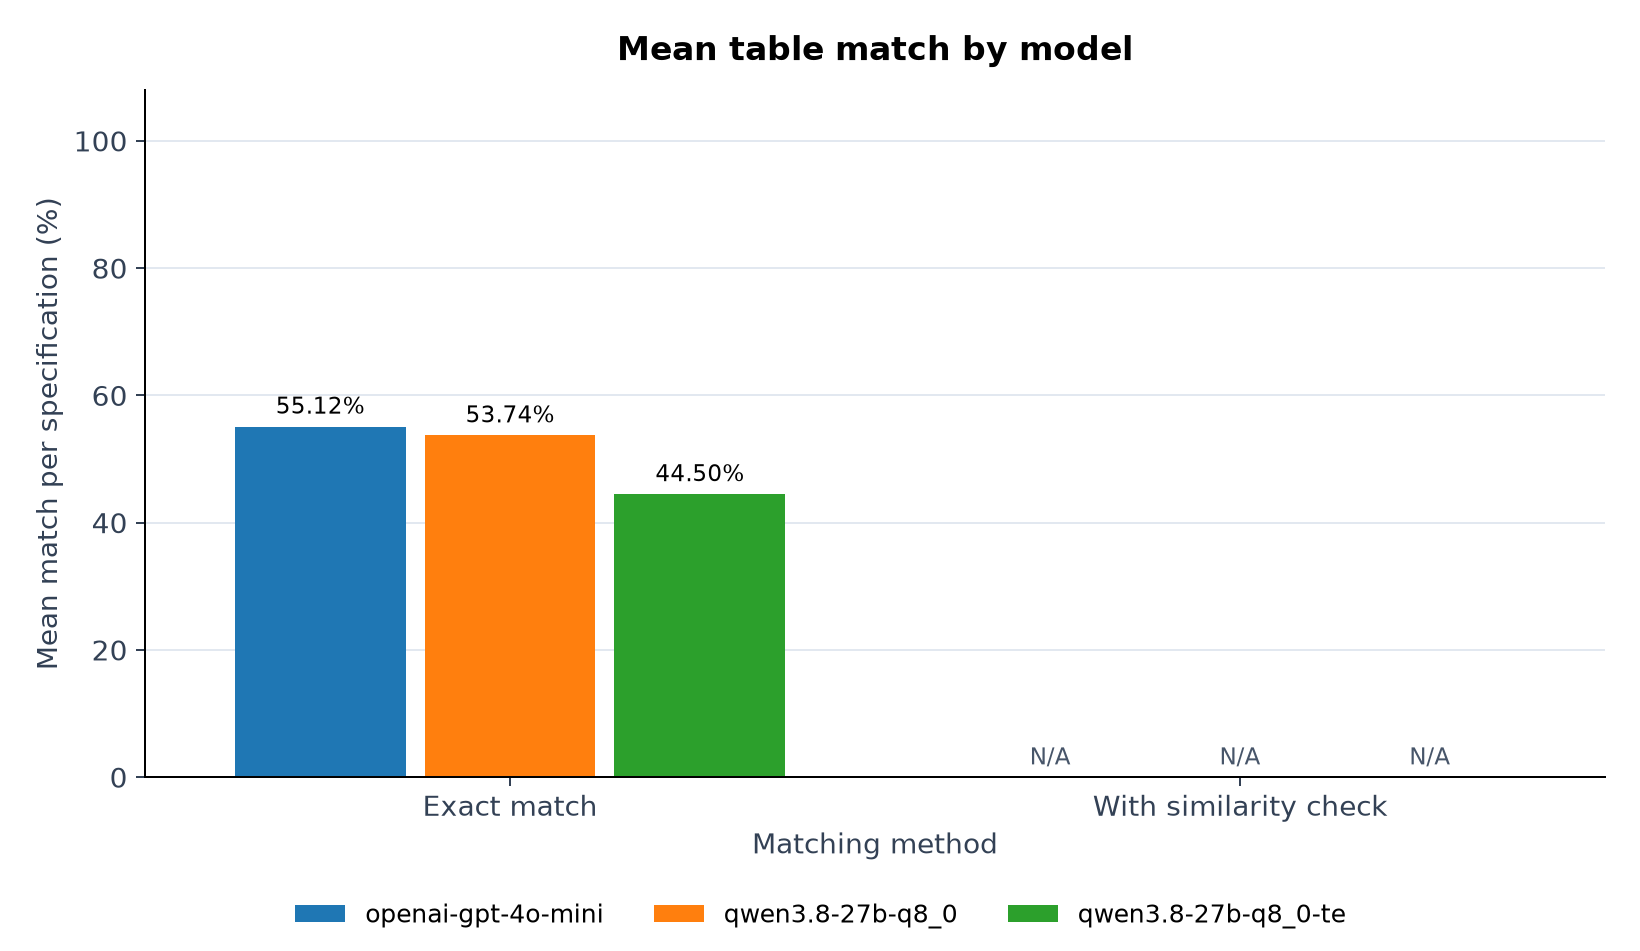 Mean table match by model
Mean match per specification (%)
100
80
60
40
20
0
55.12%
53.74%
44.50%
N/A
N/A
N/A
Exact match
With similarity check
Matching method
openai-gpt-4o-mini
qwen3.8-27b-q8_0
qwen3.8-27b-q8_0-te